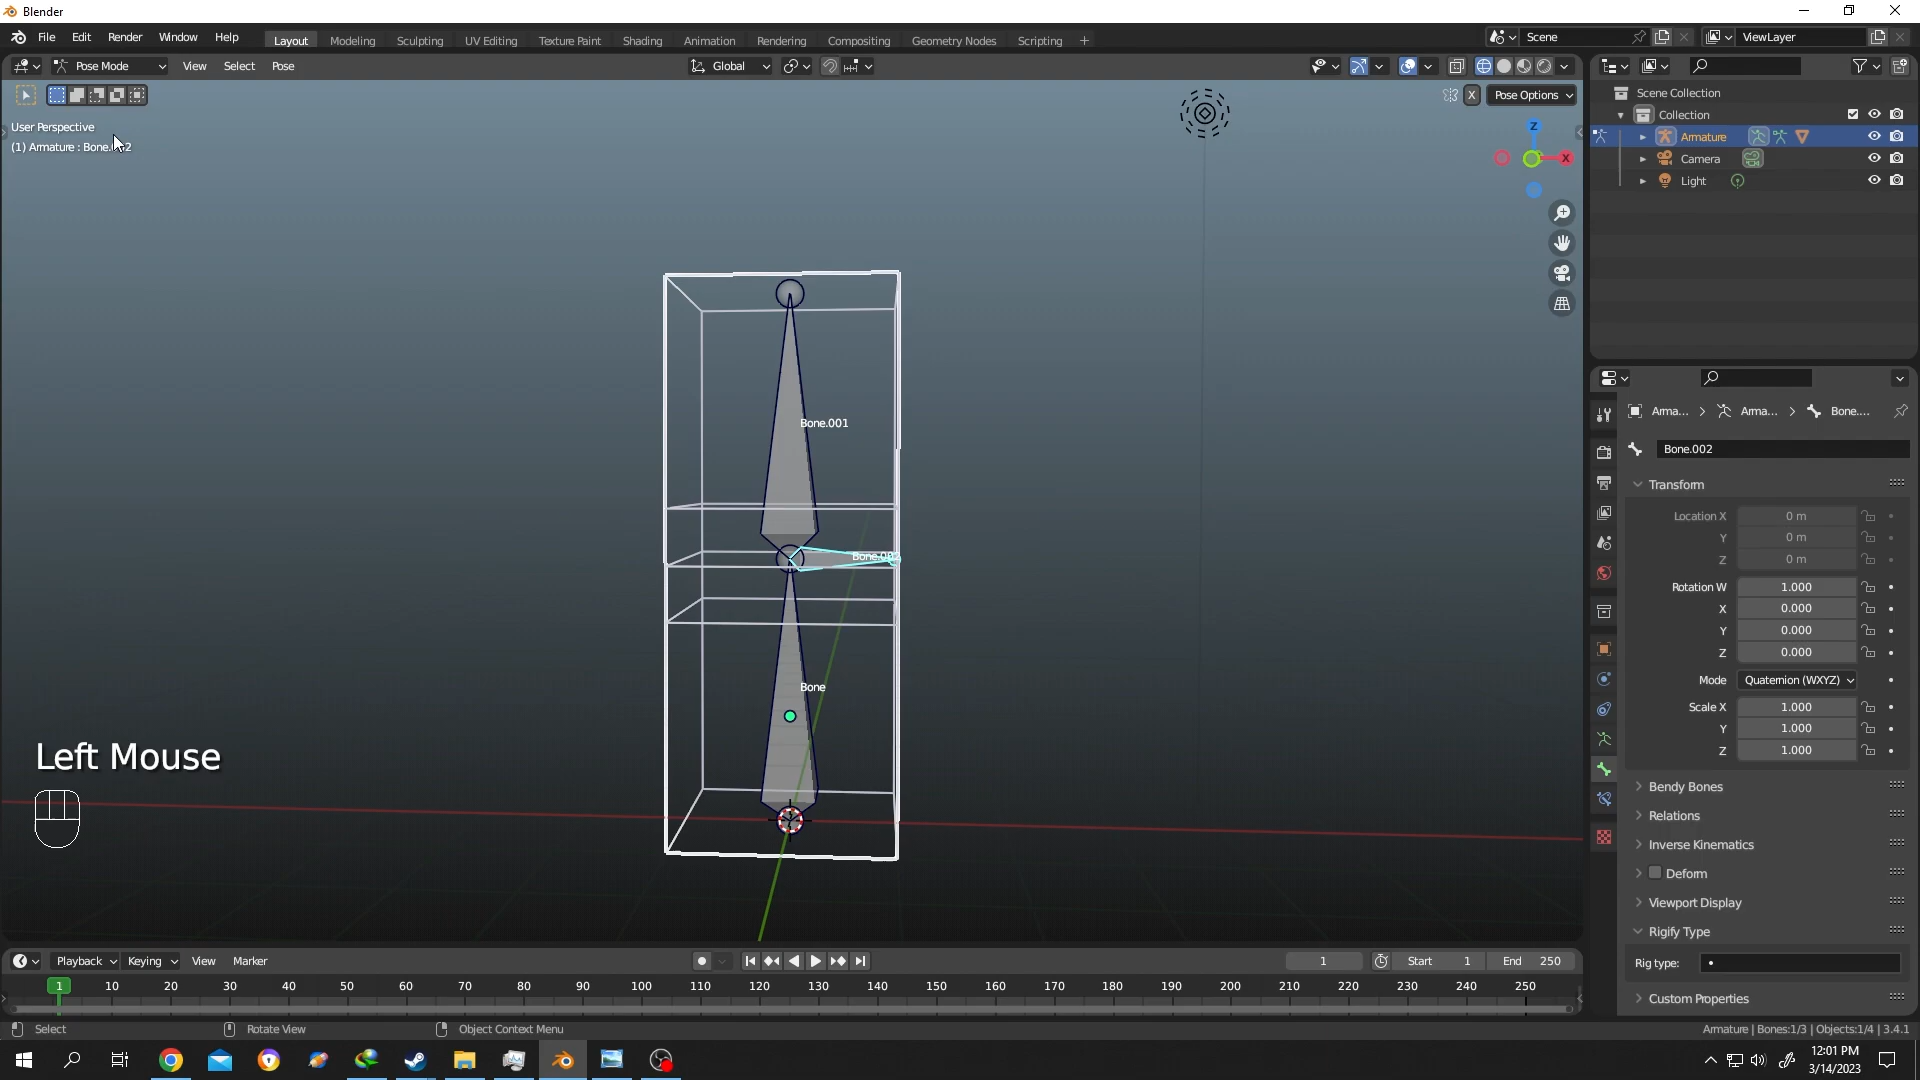 Blender
File Edit Render Window Help Layout Modeling Sculpting UV Editing Texture Paint Shading Animation Rendering Compositing Geometry Nodes Scripting + Scene ViewLayer
Pose Mode View Select Pose Global
X Pose Options
User Perspective
(1) Armature : Bone.
Z
X
Scene Collection
Collection
Armature
Camera
Light
Bone.001
Bone
Left Mouse
Arma... > Arma... > Bone....
Bone.002
Transform
Location X 0 m
Y 0 m
Z 0 m
Rotation W 1.000
X 0.000
Y 0.000
Z 0.000
Mode Quaternion (WXYZ)
Scale X 1.000
Y 1.000
Z 1.000
Bendy Bones
Relations
Inverse Kinematics
Deform
Viewport Display
Rigify Type
Rig type:
Custom Properties
Playback Keying View Marker 1 Start 1 End 250
1 10 20 30 40 50 60 70 80 90 100 110 120 130 140 150 160 170 180 190 200 210 220 230 240 250
Select Rotate View Object Context Menu Armature | Bones:1/3 | Objects:1/4 | 3.4.1
12:01 PM
3/14/2023